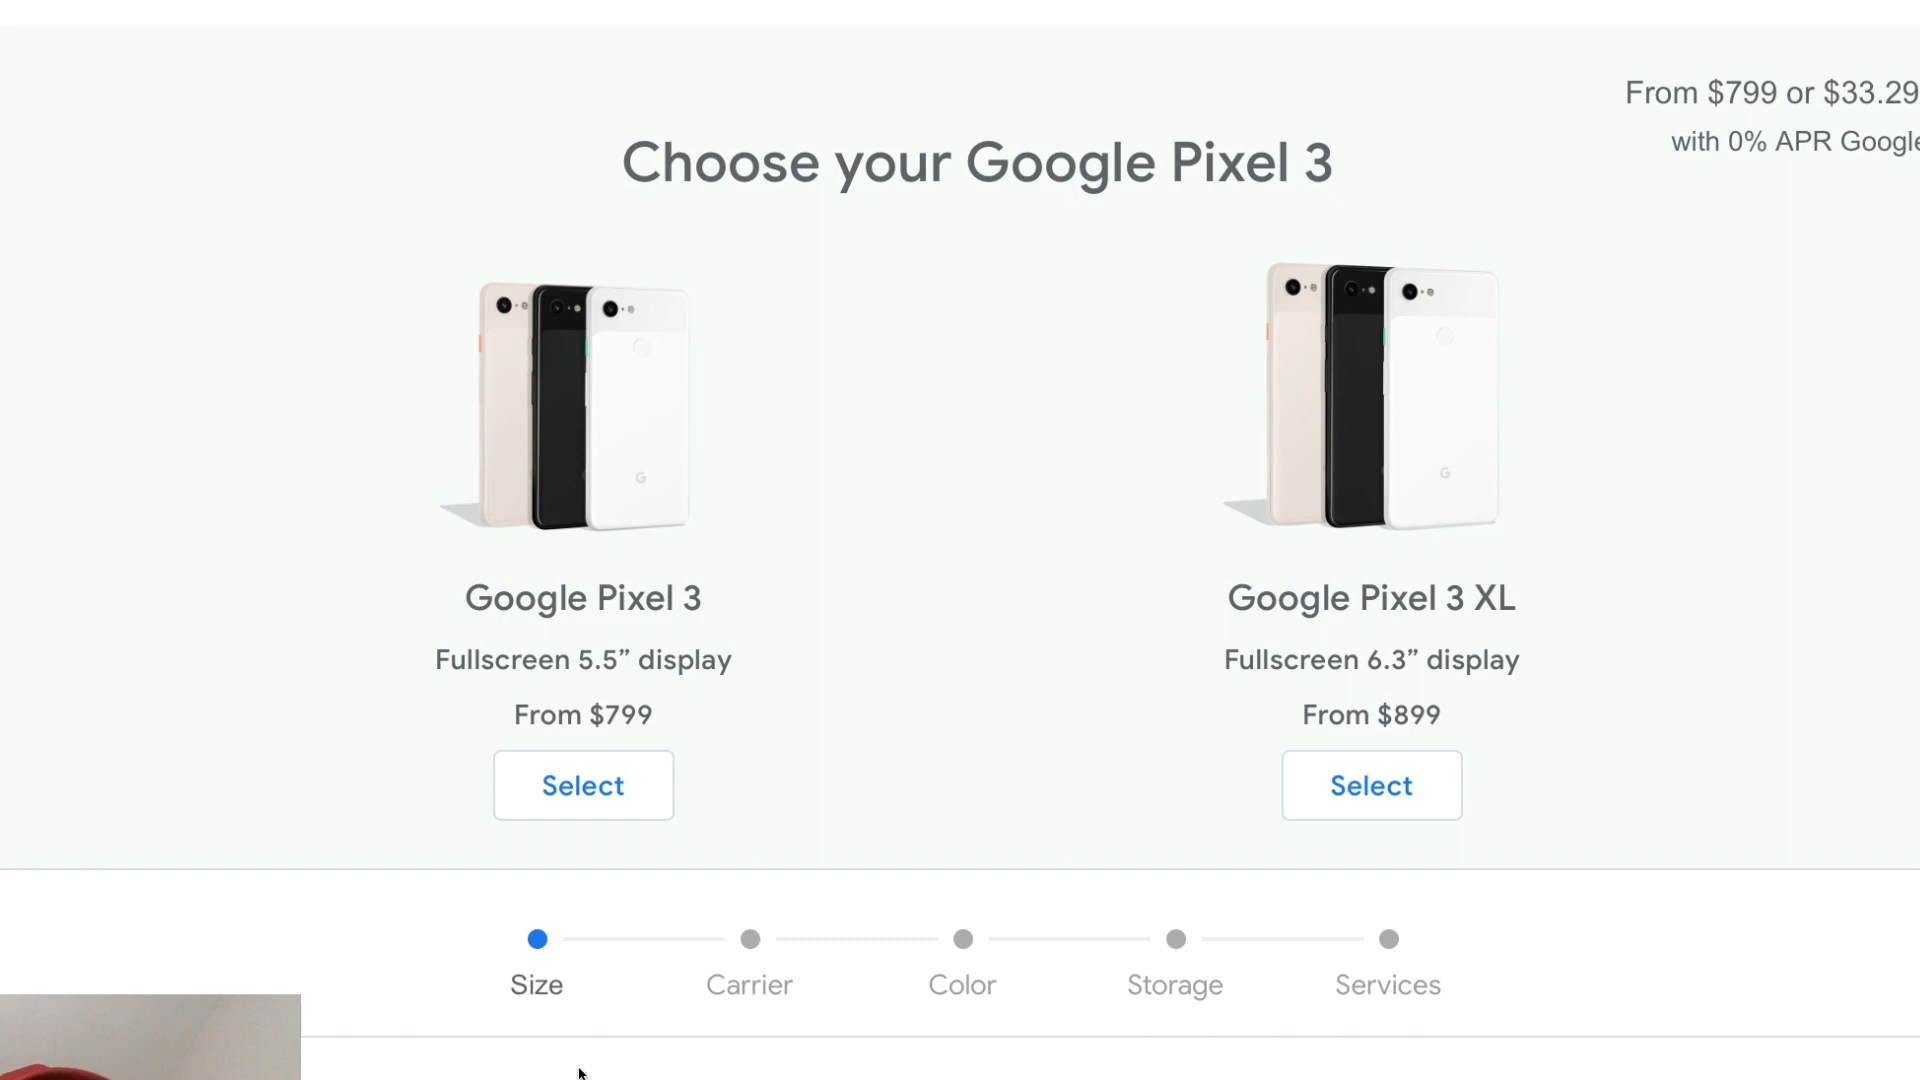 From $799 or $33.29
with 0% APR Google
Choose your Google Pixel 3
Google Pixel 3
Fullscreen 5.5” display
From $799
Select
Google Pixel 3 XL
Fullscreen 6.3” display
From $899
Select
Size
Carrier
Color
Storage
Services